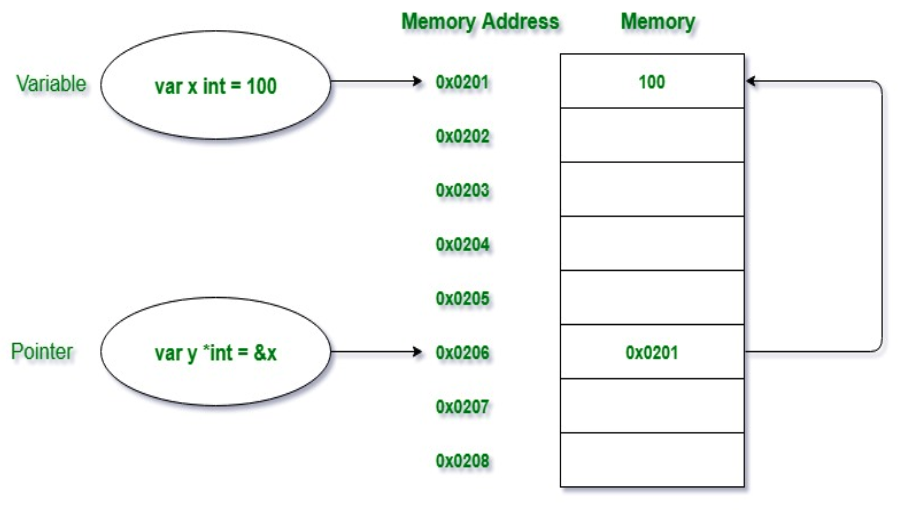 Memory Address Memory
Variable var x int = 100 0x0201 100
0x0202
0x0203
0x0204
0x0205
Pointer var y *int = &x 0x0206 0x0201
0x0207
0x0208